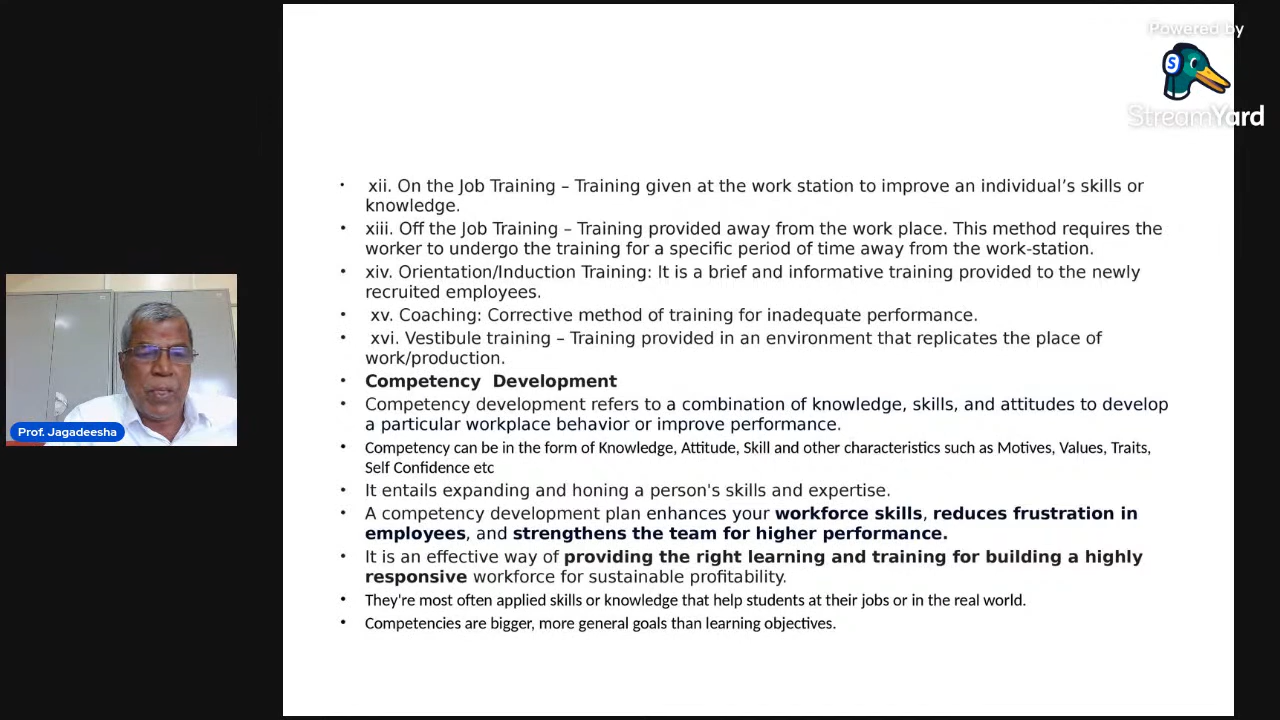 Powered by
StreamYard
• xii. On the Job Training – Training given at the work station to improve an individual’s skills or
knowledge.
• xiii. Off the Job Training – Training provided away from the work place. This method requires the
worker to undergo the training for a specific period of time away from the work-station.
• xiv. Orientation/Induction Training: It is a brief and informative training provided to the newly
recruited employees.
• xv. Coaching: Corrective method of training for inadequate performance.
• xvi. Vestibule training – Training provided in an environment that replicates the place of
work/production.
• Competency Development
• Competency development refers to a combination of knowledge, skills, and attitudes to develop
a particular workplace behavior or improve performance.
• Competency can be in the form of Knowledge, Attitude, Skill and other characteristics such as Motives, Values, Traits,
Self Confidence etc
• It entails expanding and honing a person's skills and expertise.
• A competency development plan enhances your workforce skills, reduces frustration in
employees, and strengthens the team for higher performance.
• It is an effective way of providing the right learning and training for building a highly
responsive workforce for sustainable profitability.
• They're most often applied skills or knowledge that help students at their jobs or in the real world.
• Competencies are bigger, more general goals than learning objectives.
Prof. Jagadeesha